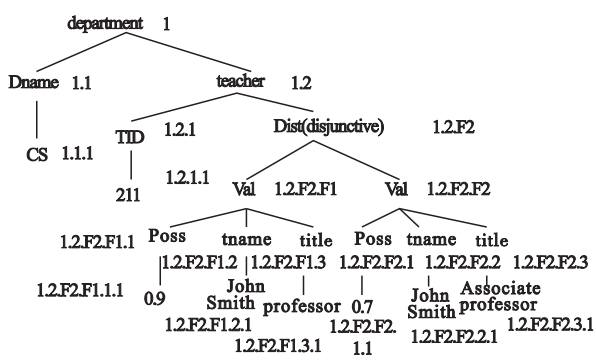 department 1
Dname 1.1 teacher 1.2
TID 1.2.1 Dist(disjunctive) 1.2.F2
CS 1.1.1
211 1.2.1.1 Val 1.2.F2.F1 Val 1.2.F2.F2
1.2.F2.F1.1 Poss tname title Poss tname title
1.2.F2.F1.2 1.2.F2.F1.3 1.2.F2.F2.1 1.2.F2.F2.2 1.2.F2.F2.3
1.2.F2.F1.1.1 0.9 John Smith professor 0.7 John Smith Associate professor
1.2.F2.F1.2.1 1.2.F2.F2.1.1 1.2.F2.F2.2.1 1.2.F2.F2.3.1
1.2.F2.F1.3.1